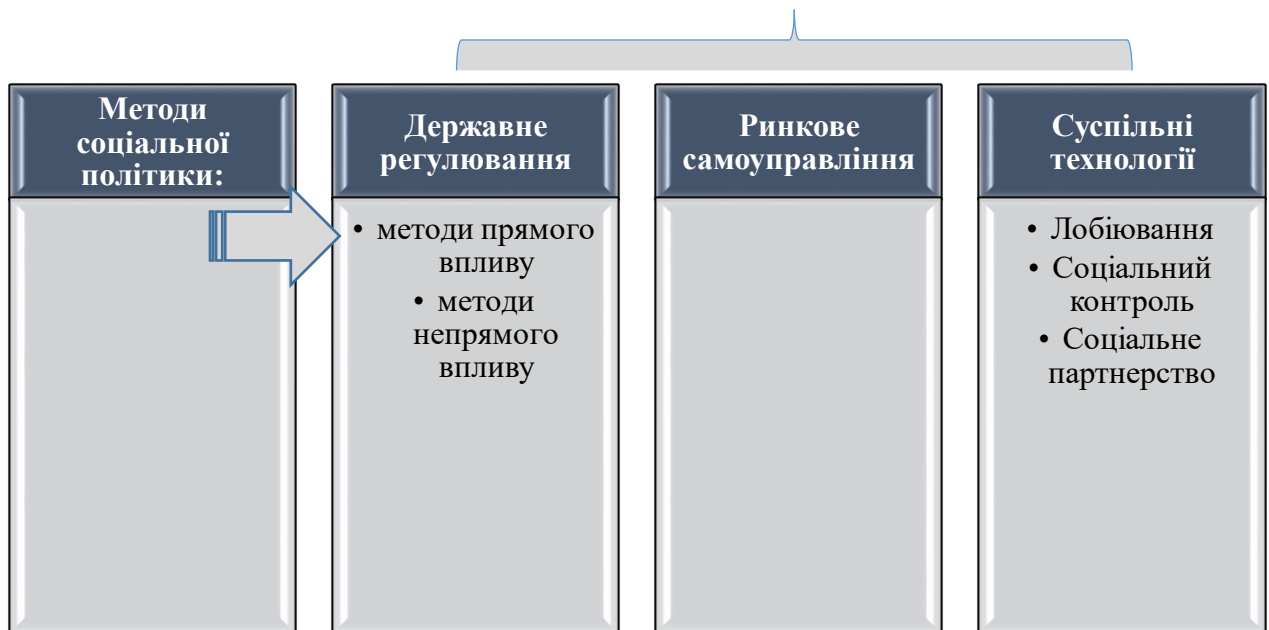 Методи
соціальної
політики:
Державне
регулювання
• методи прямого
впливу
• методи
непрямого
впливу
Ринкове
самоуправління
Суспільні
технології
• Лобіювання
• Соціальний
контроль
• Соціальне
партнерство